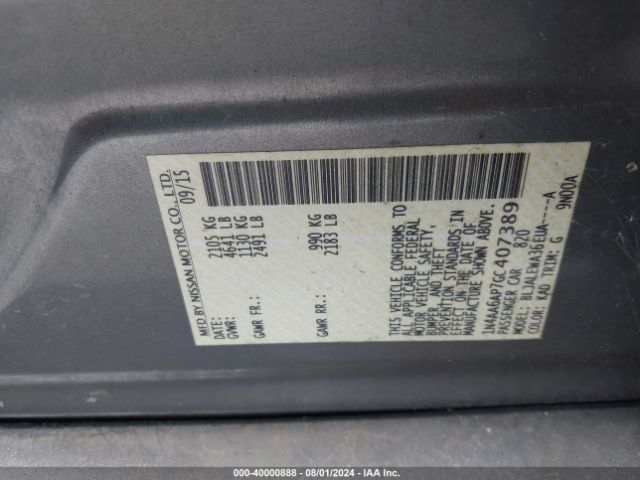 MFD BY NISSAN MOTOR CO., LTD.
DATE: 09/15
GVWR: 2105 KG
4641 LB
GAWR FR.: 1130 KG
2491 LB
GAWR RR.: 990 KG
2183 LB
THIS VEHICLE CONFORMS TO
ALL APPLICABLE FEDERAL
MOTOR VEHICLE SAFETY,
BUMPER, AND THEFT
PREVENTION STANDARDS IN
EFFECT ON THE DATE OF
MANUFACTURE SHOWN ABOVE.
1N4AA6AP7GC407389
PASSENGER CAR 820
MODEL: BLJALEWA36EUA-----A
COLOR: KAD TRIM: G 9N00A
000-40000888 - 08/01/2024 - IAA Inc.